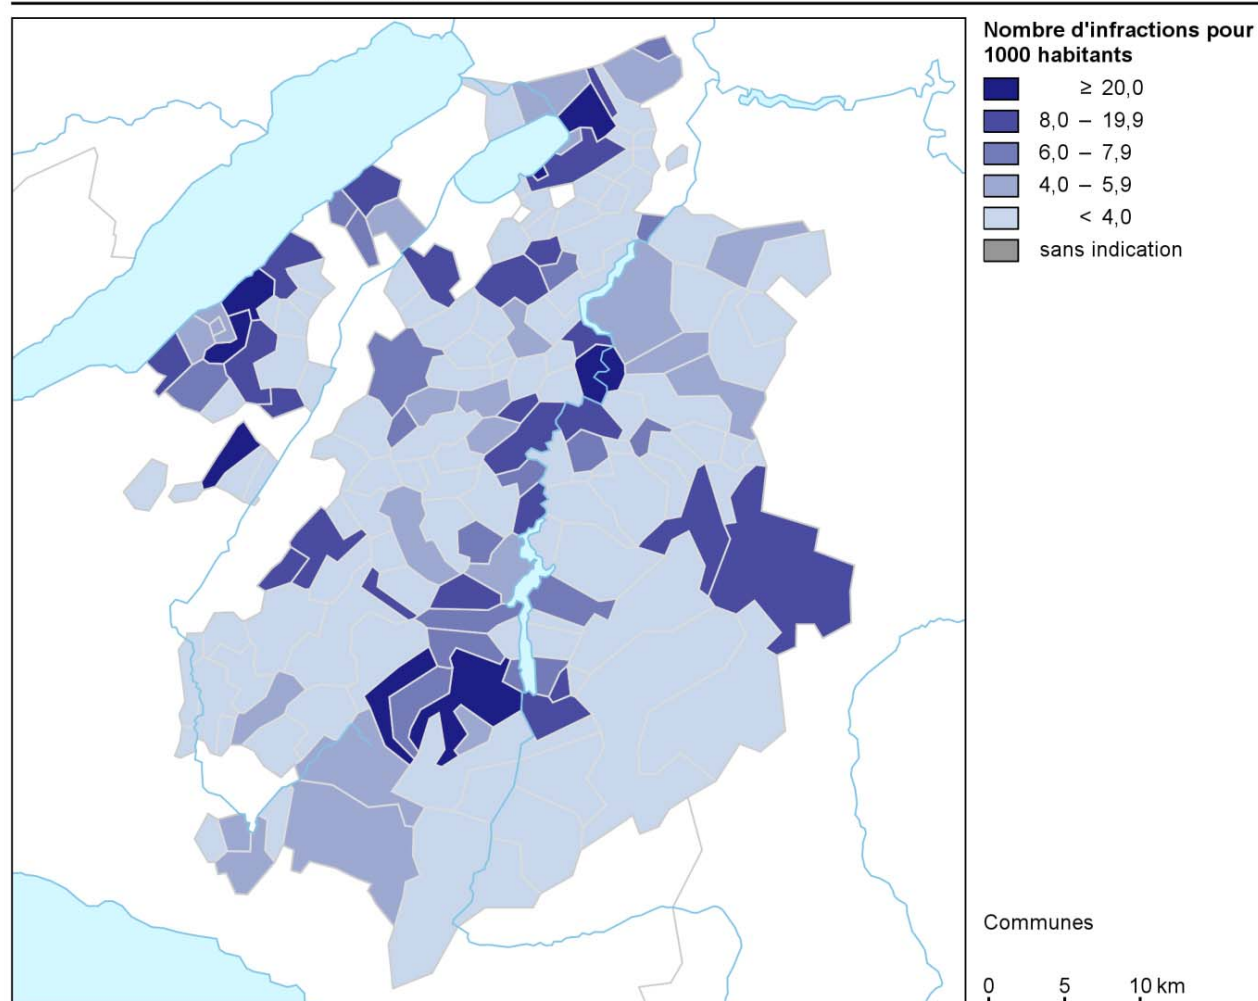 Nombre d'infractions pour
1000 habitants
≥ 20,0
8,0 – 19,9
6,0 – 7,9
4,0 – 5,9
< 4,0
sans indication
Communes
0 5 10 km